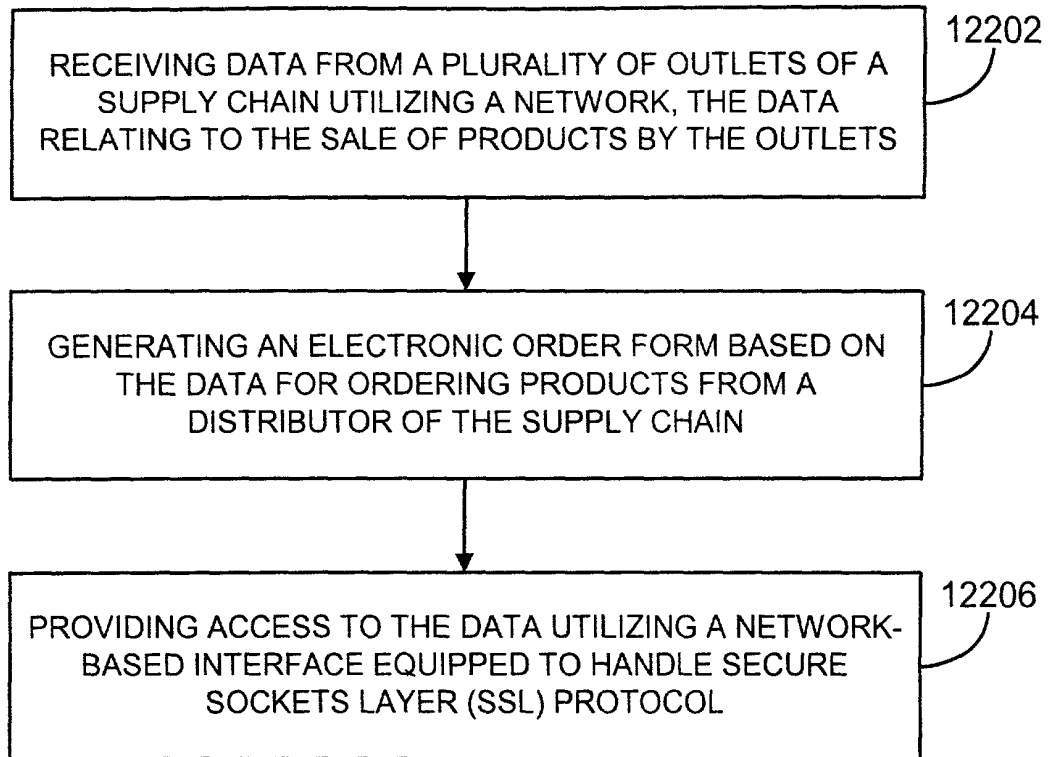 12202
RECEIVING DATA FROM A PLURALITY OF OUTLETS OF A
SUPPLY CHAIN UTILIZING A NETWORK, THE DATA
RELATING TO THE SALE OF PRODUCTS BY THE OUTLETS
12204
GENERATING AN ELECTRONIC ORDER FORM BASED ON
THE DATA FOR ORDERING PRODUCTS FROM A
DISTRIBUTOR OF THE SUPPLY CHAIN
12206
PROVIDING ACCESS TO THE DATA UTILIZING A NETWORK-
BASED INTERFACE EQUIPPED TO HANDLE SECURE
SOCKETS LAYER (SSL) PROTOCOL